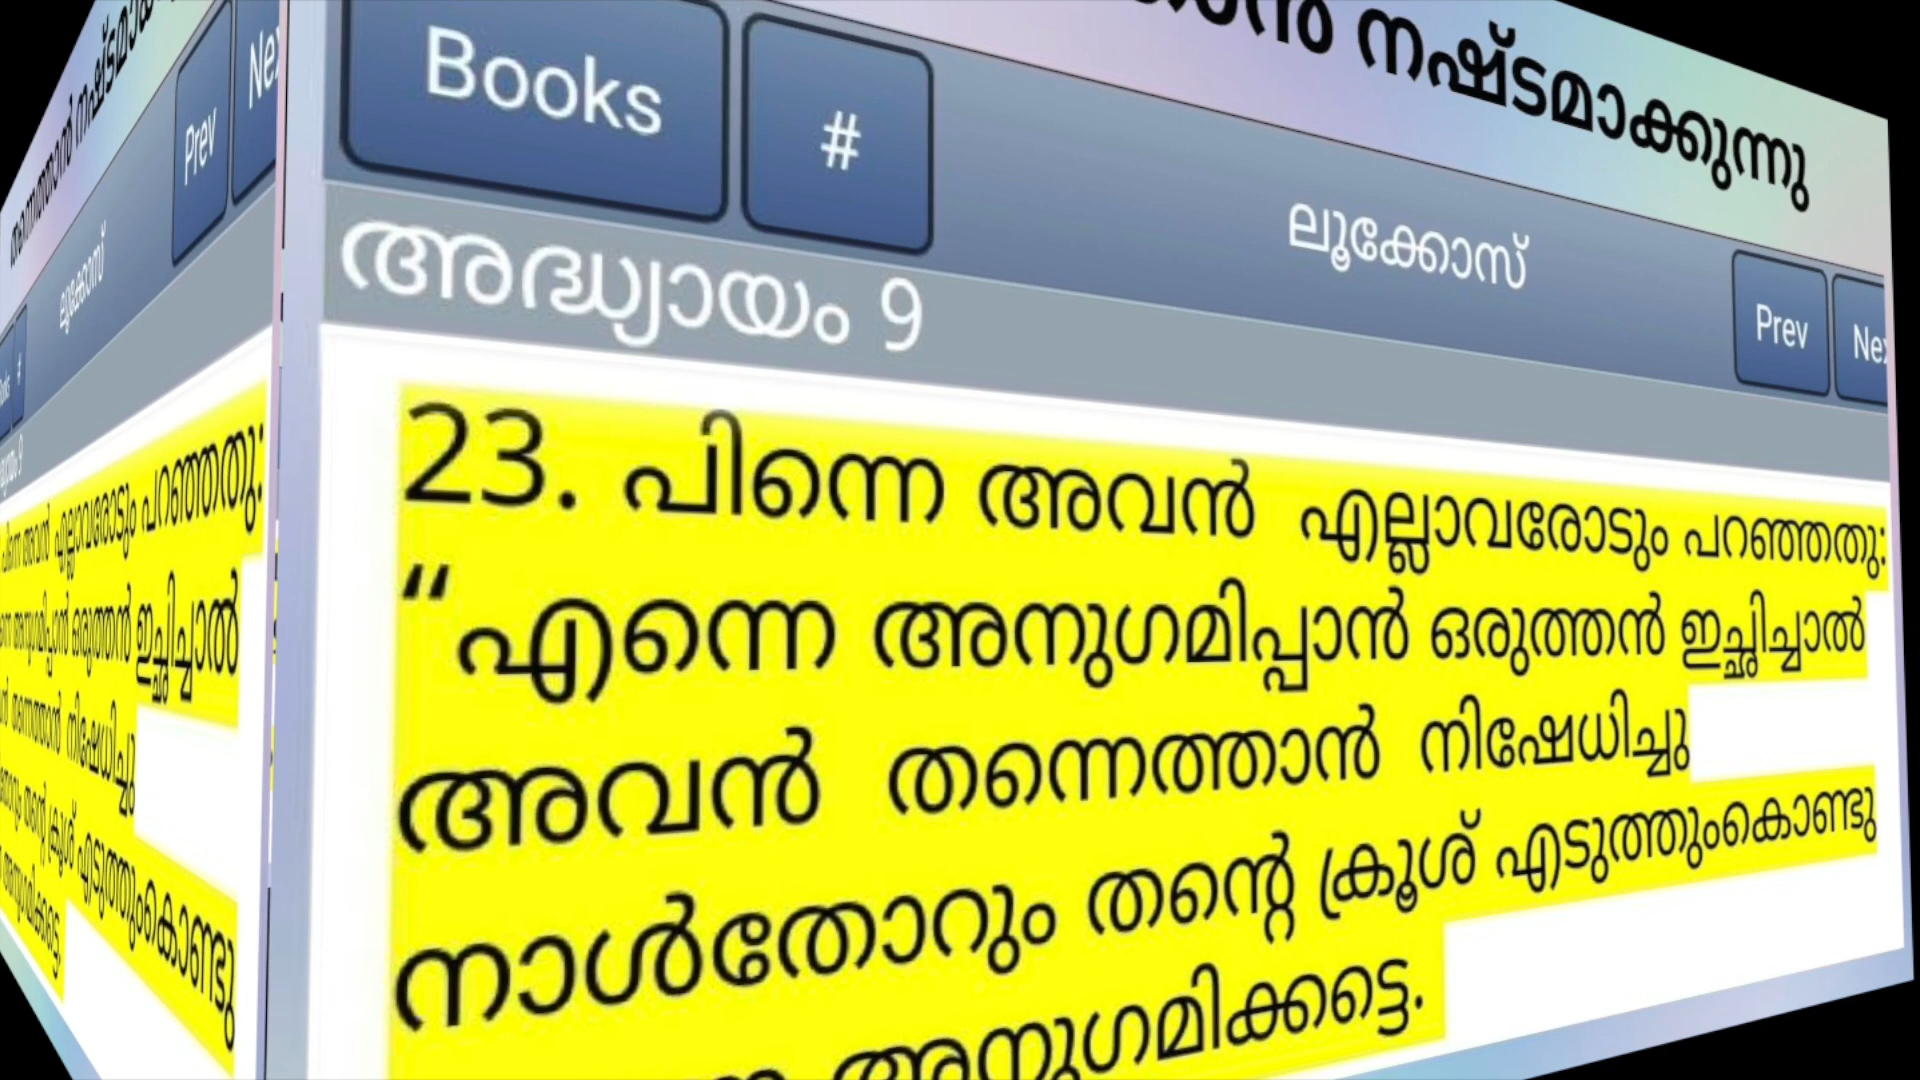 നഷ്ടമാക്കുന്നു
Books
#
ലൂക്കോസ്
Prev
അദ്ധ്യായം 9
23. പിന്നെ അവൻ എല്ലാവരോടും പറഞ്ഞതു:
“എന്നെ അനുഗമിപ്പാൻ ഒരുത്തൻ ഇച്ഛിച്ചാൽ
അവൻ തന്നെത്താൻ നിഷേധിച്ചു
നാൾതോറും തന്റെ ക്രൂശ് എടുത്തുംകൊണ്ടു
അനുഗമിക്കട്ടെ.